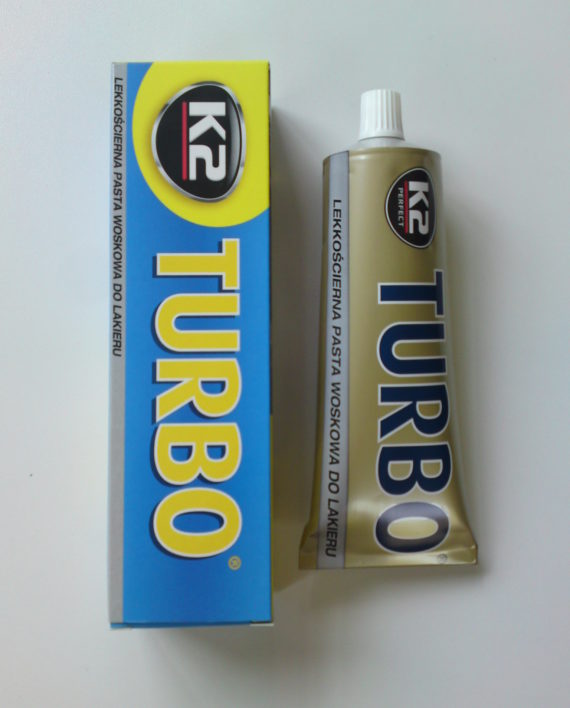 K2
TURBO®
LEKKOŚCIERNA PASTA WOSKOWA DO LAKIERU
K2
PERFECT
TURBO®
LEKKOŚCIERNA PASTA WOSKOWA DO LAKIERU